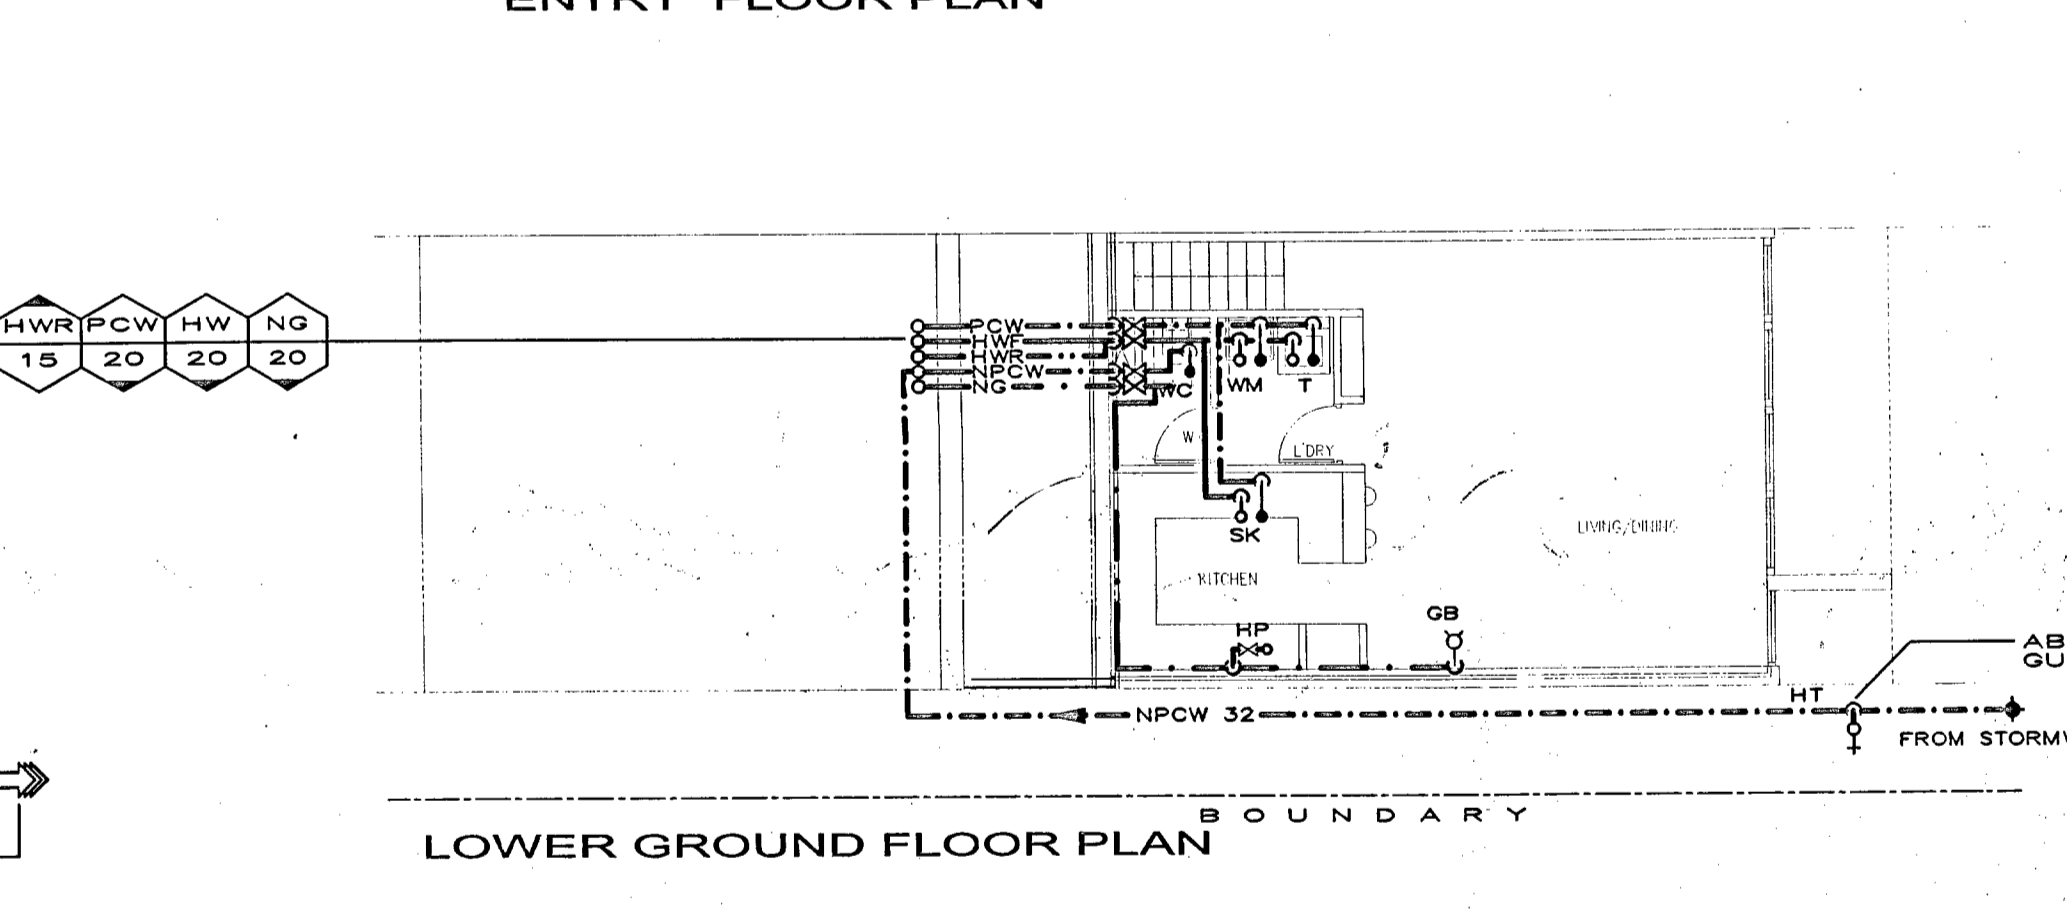 ENTRY FLOOR PLAN
HWR PCW HW NG
15 20 20 20
PCW
HWF
HWR
NPCW
NG
WC
WM
T
W
L'DRY
SK
LIVING/DINING
KITCHEN
GB
HP
AB
GU
HT
NPCW 32
FROM STORMW
BOUNDARY
LOWER GROUND FLOOR PLAN